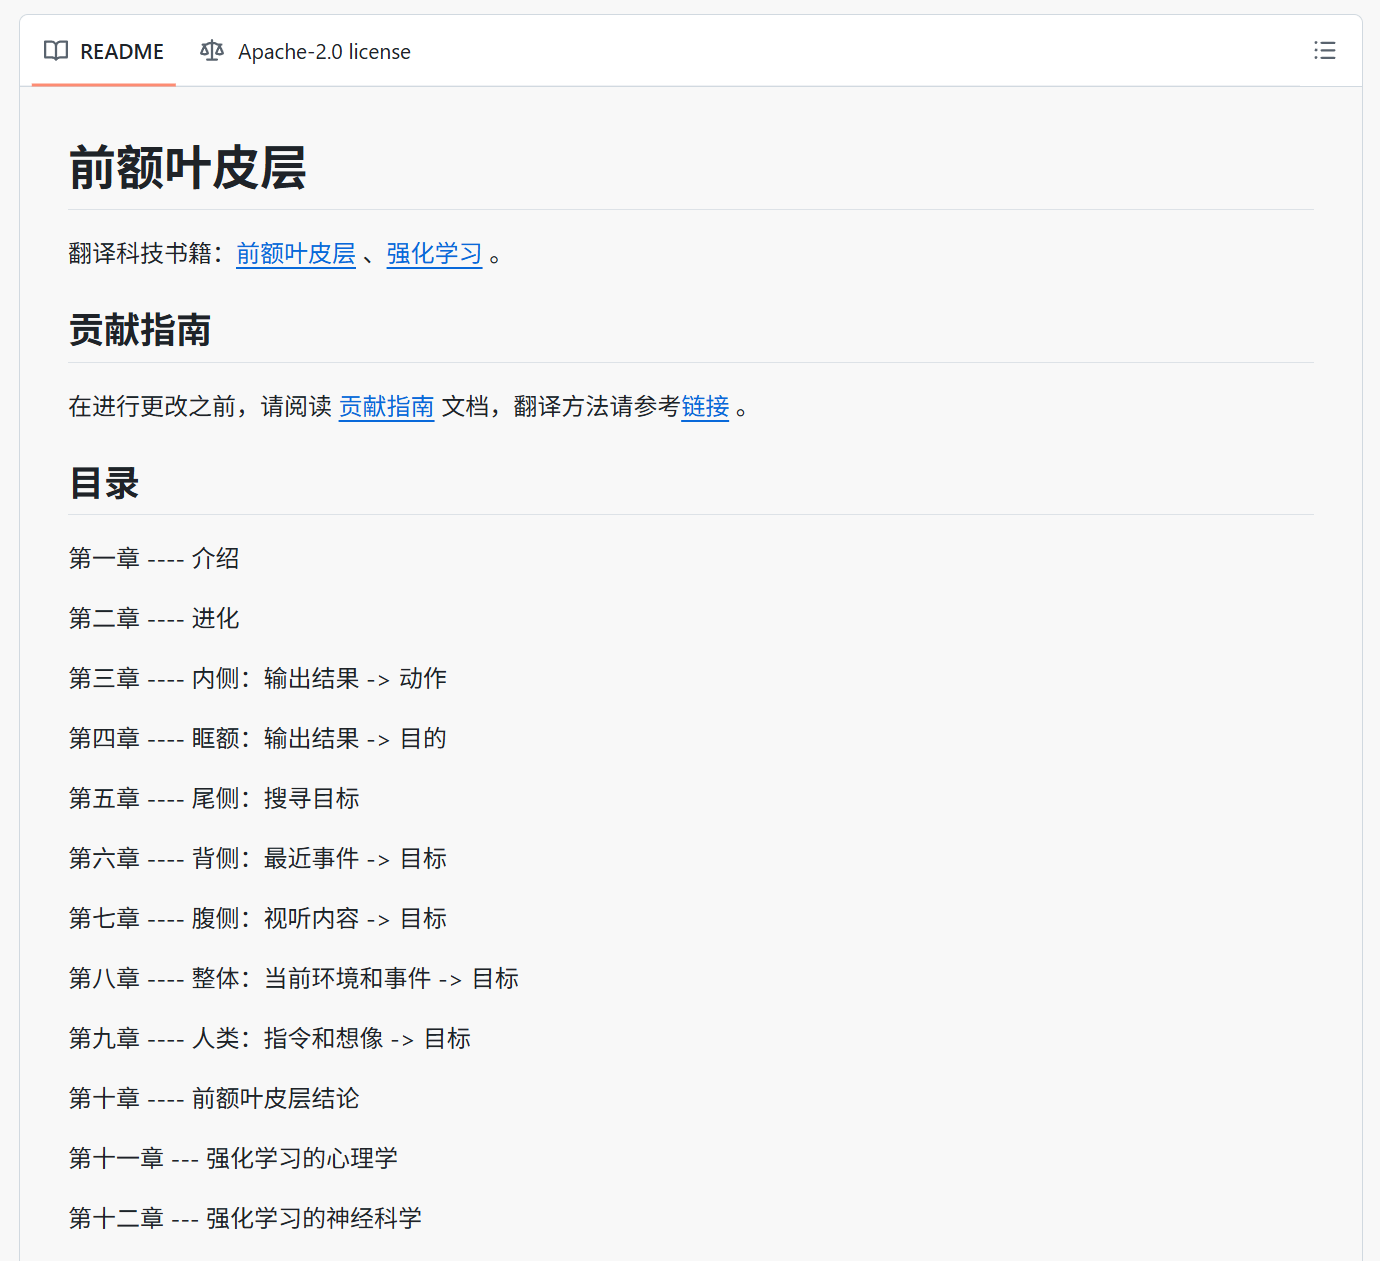 README
Apache-2.0 license
前额叶皮层
翻译科技书籍：前额叶皮层 、强化学习 。
贡献指南
在进行更改之前，请阅读 贡献指南 文档，翻译方法请参考链接 。
目录
第一章 ---- 介绍
第二章 ---- 进化
第三章 ---- 内侧：输出结果 -> 动作
第四章 ---- 眶额：输出结果 -> 目的
第五章 ---- 尾侧：搜寻目标
第六章 ---- 背侧：最近事件 -> 目标
第七章 ---- 腹侧：视听内容 -> 目标
第八章 ---- 整体：当前环境和事件 -> 目标
第九章 ---- 人类：指令和想像 -> 目标
第十章 ---- 前额叶皮层结论
第十一章 --- 强化学习的心理学
第十二章 --- 强化学习的神经科学